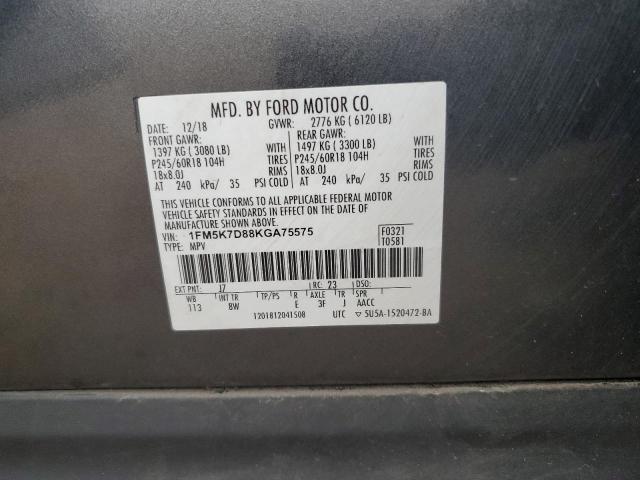 MFD. BY FORD MOTOR CO.
DATE: 12/18 GVWR: 2776 KG ( 6120 LB)
FRONT GAWR: REAR GAWR:
1397 KG ( 3080 LB) WITH 1497 KG ( 3300 LB) WITH
P245/60R18 104H TIRES P245/60R18 104H TIRES
18x8.0J RIMS 18x8.0J RIMS
AT 240 kPa/ 35 PSI COLD AT 240 kPa/ 35 PSI COLD
THIS VEHICLE CONFORMS TO ALL APPLICABLE FEDERAL MOTOR
VEHICLE SAFETY STANDARDS IN EFFECT ON THE DATE OF
MANUFACTURE SHOWN ABOVE.
VIN: 1FM5K7D88KGA75575 F0321
TYPE: MPV T0581
EXT PNT: J7 RC: 23 DSO:
WB INT TR TP/PS R AXLE TR SPR
113 8W E 3F J AACC
1201812041508 UTC ▽ 5U5A-1520472-BA